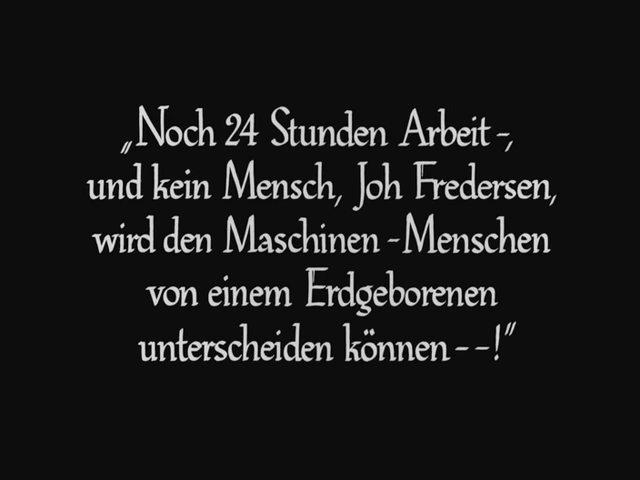 „Noch 24 Stunden Arbeit-,
und kein Mensch, Joh Fredersen,
wird den Maschinen-Menschen
von einem Erdgeborenen
unterscheiden können--!"